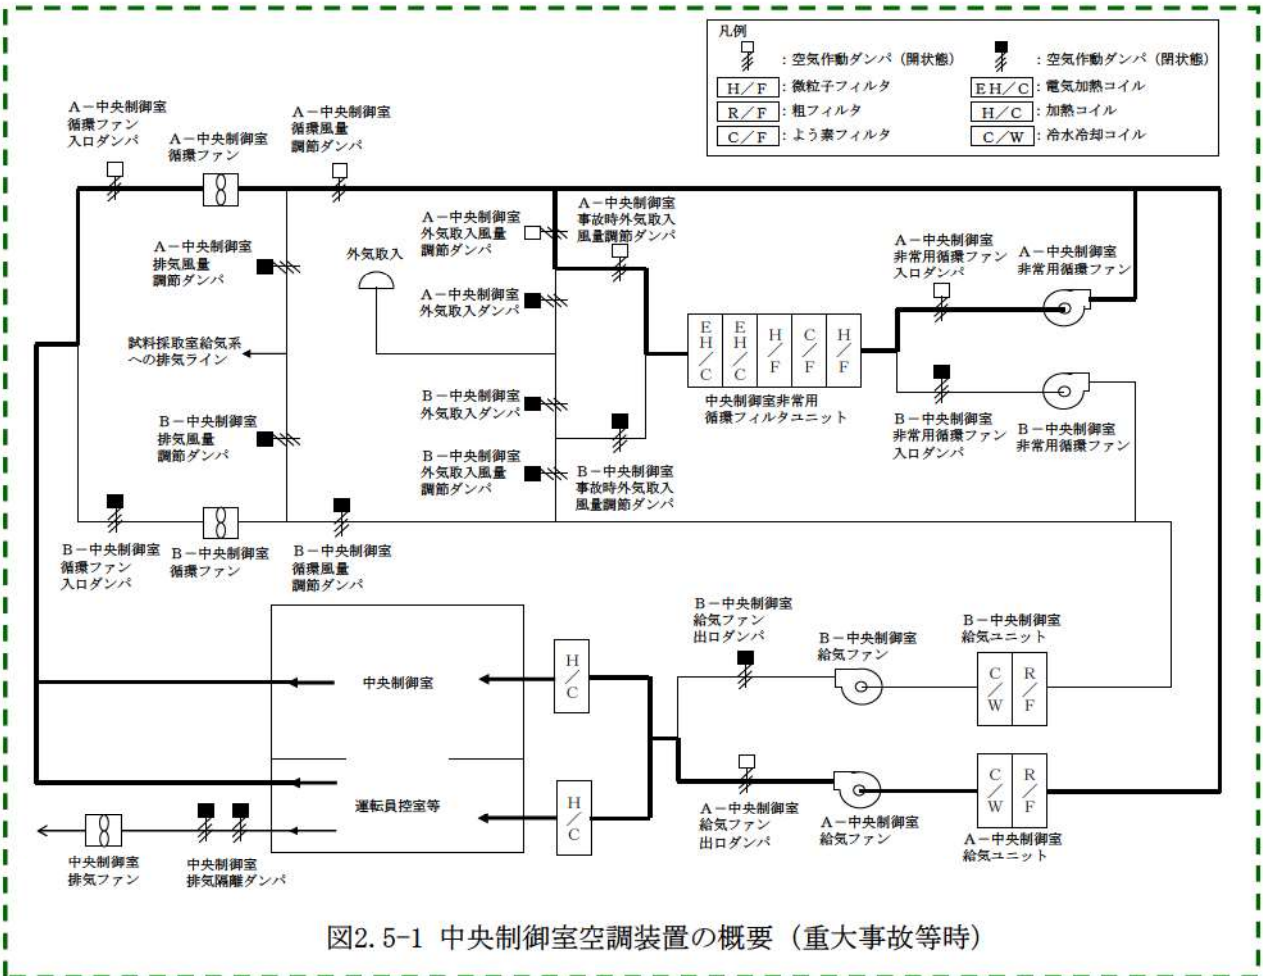 凡例
：空気作動ダンパ（開状態）
：空気作動ダンパ（閉状態）
H／F：微粒子フィルタ
EH／C：電気加熱コイル
R／F：粗フィルタ
H／C：加熱コイル
C／F：よう素フィルタ
C／W：冷水冷却コイル
A－中央制御室
循環ファン
入口ダンパ
A－中央制御室
循環ファン
A－中央制御室
循環風量
調節ダンパ
A－中央制御室
排気風量
調節ダンパ
外気取入
A－中央制御室
外気取入風量
調節ダンパ
A－中央制御室
事故時外気取入
風量調節ダンパ
A－中央制御室
外気取入ダンパ
A－中央制御室
非常用循環ファン
入口ダンパ
A－中央制御室
非常用循環ファン
試料採取室給気系
への排気ライン
EH／C
EH／C
H／F
C／F
H／F
中央制御室非常用
循環フィルタユニット
B－中央制御室
外気取入ダンパ
B－中央制御室
排気風量
調節ダンパ
B－中央制御室
外気取入風量
調節ダンパ
B－中央制御室
事故時外気取入
風量調節ダンパ
B－中央制御室
非常用循環ファン
入口ダンパ
B－中央制御室
非常用循環ファン
B－中央制御室
循環ファン
入口ダンパ
B－中央制御室
循環ファン
B－中央制御室
循環風量
調節ダンパ
B－中央制御室
給気ファン
出口ダンパ
B－中央制御室
給気ファン
B－中央制御室
給気ユニット
H／C
C／W
R／F
中央制御室
運転員控室等
H／C
C／W
R／F
A－中央制御室
給気ファン
出口ダンパ
A－中央制御室
給気ファン
A－中央制御室
給気ユニット
中央制御室
排気ファン
中央制御室
排気隔離ダンパ
図2.5-1 中央制御室空調装置の概要（重大事故等時）